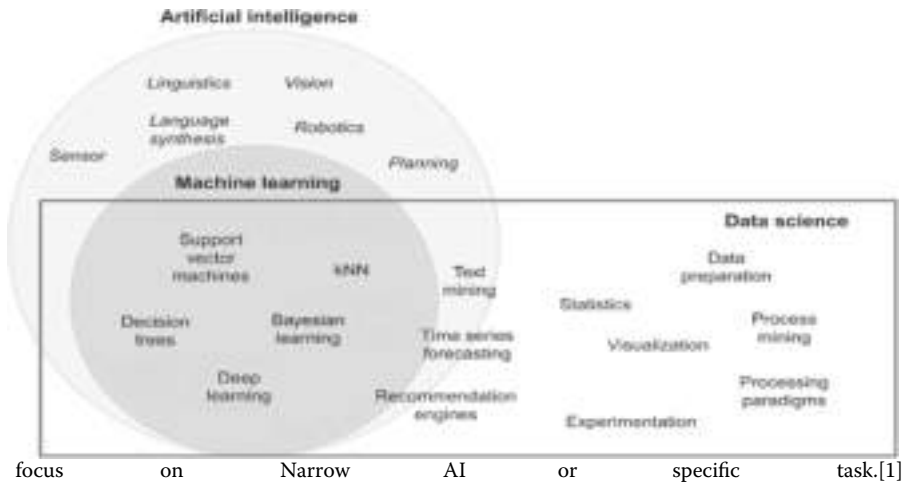 Artificial intelligence
Linguistics Vision
Language
synthesis
Robotics
Sensor
Planning
Machine learning
Data science
Support
vector
machines
kNN
Text
mining
Data
preparation
Statistics
Decision
trees
Bayesian
learning
Time series
forecasting
Visualization
Process
mining
Deep
learning
Recommendation
engines
Experimentation
Processing
paradigms
focus on Narrow AI or specific task.[1]